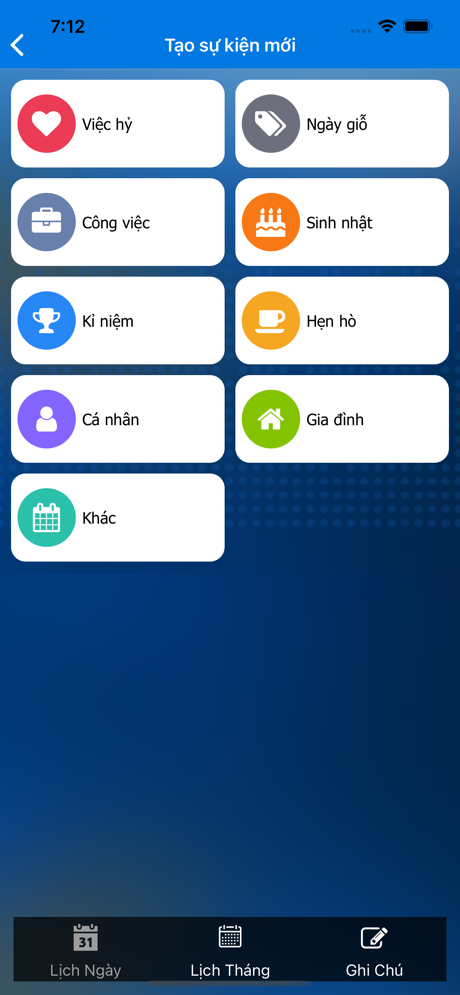 7:12
Tạo sự kiện mới
Việc hỷ
Ngày giỗ
Công việc
Sinh nhật
Kỉ niệm
Hẹn hò
Cá nhân
Gia đình
Khác
31
Lịch Ngày
Lịch Tháng
Ghi Chú